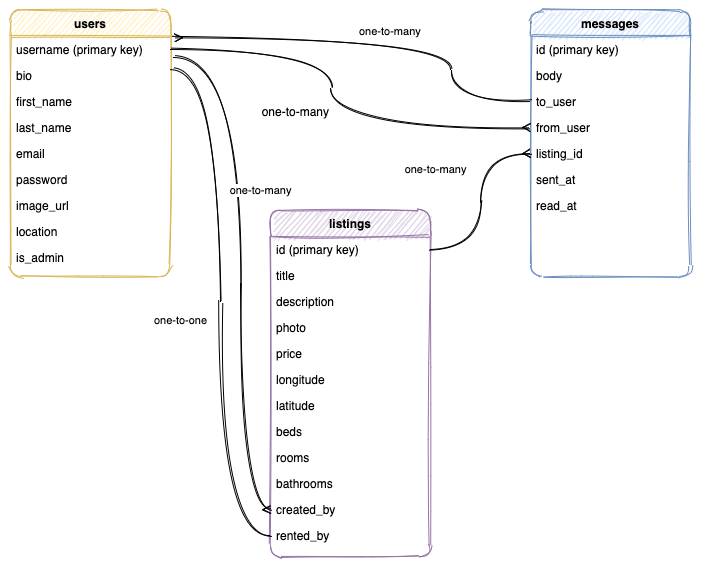 users
username (primary key)
bio
first_name
last_name
email
password
image_url
location
is_admin
one-to-many
one-to-many
one-to-many
one-to-many
one-to-one
messages
id (primary key)
body
to_user
from_user
listing_id
sent_at
read_at
listings
id (primary key)
title
description
photo
price
longitude
latitude
beds
rooms
bathrooms
created_by
rented_by